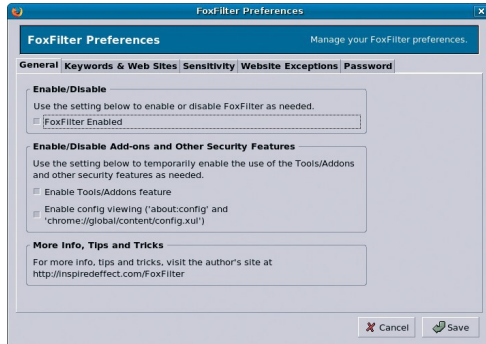 FoxFilter Preferences
FoxFilter Preferences
Manage your FoxFilter preferences.
General Keywords & Web Sites Sensitivity Website Exceptions Password
Enable/Disable
Use the setting below to enable or disable FoxFilter as needed.
FoxFilter Enabled
Enable/Disable Add-ons and Other Security Features
Use the setting below to temporarily enable the use of the Tools/Addons
and other security features as needed.
Enable Tools/Addons feature
Enable config viewing ('about:config' and
'chrome://global/content/config.xul')
More Info, Tips and Tricks
For more info, tips and tricks, visit the author's site at
http://inspiredeffect.com/FoxFilter
Cancel Save